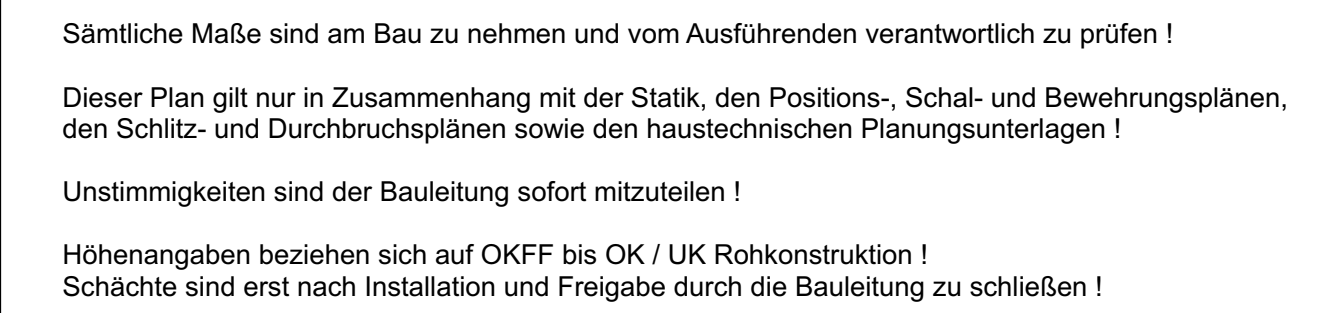 Sämtliche Maße sind am Bau zu nehmen und vom Ausführenden verantwortlich zu prüfen !
Dieser Plan gilt nur in Zusammenhang mit der Statik, den Positions-, Schal- und Bewehrungsplänen,
den Schlitz- und Durchbruchsplänen sowie den haustechnischen Planungsunterlagen !
Unstimmigkeiten sind der Bauleitung sofort mitzuteilen !
Höhenangaben beziehen sich auf OKFF bis OK / UK Rohkonstruktion !
Schächte sind erst nach Installation und Freigabe durch die Bauleitung zu schließen !